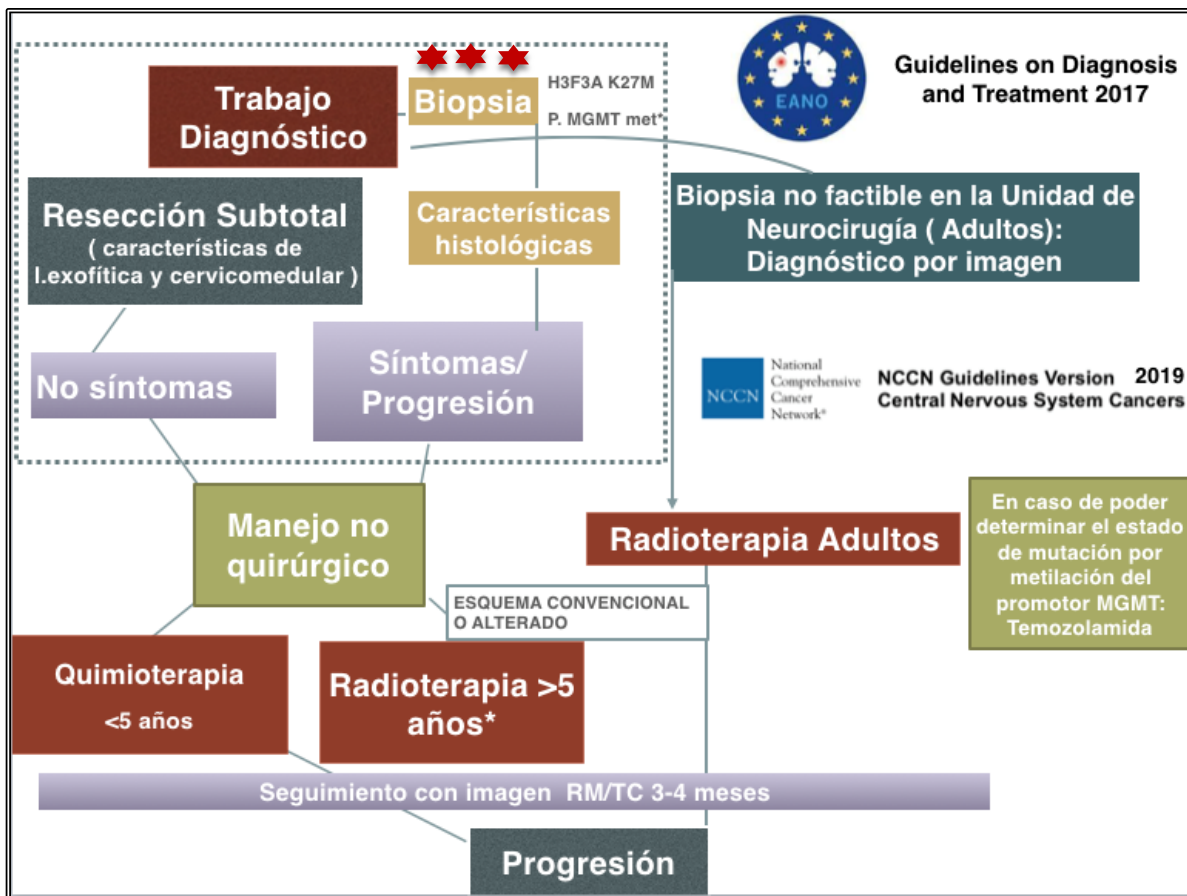 Trabajo
Diagnóstico
Biopsia
H3F3A K27M
P. MGMT met*
EANO
Guidelines on Diagnosis
and Treatment 2017
Resección Subtotal
( características de
l.exofítica y cervicomedular )
Características
histológicas
Biopsia no factible en la Unidad de
Neurocirugía ( Adultos):
Diagnóstico por imagen
No síntomas
Síntomas/
Progresión
NCCN
National
Comprehensive
Cancer
Network®
NCCN Guidelines Version 2019
Central Nervous System Cancers
Manejo no
quirúrgico
Radioterapia Adultos
En caso de poder
determinar el estado
de mutación por
metilación del
promotor MGMT:
Temozolamida
ESQUEMA CONVENCIONAL
O ALTERADO
Quimioterapia
<5 años
Radioterapia >5
años*
Seguimiento con imagen RM/TC 3-4 meses
Progresión